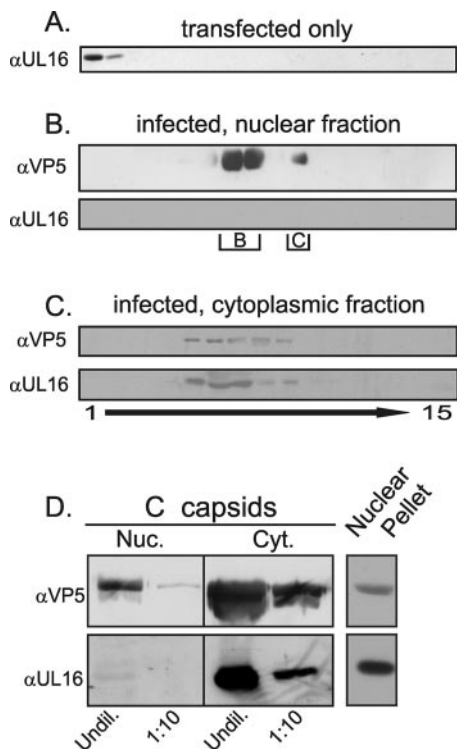 A. transfected only
αUL16
B. infected, nuclear fraction
αVP5
αUL16
B C
C. infected, cytoplasmic fraction
αVP5
αUL16
1 15
D. C capsids Nuclear Pellet
Nuc. Cyt.
αVP5
αUL16
Undil. 1:10 Undil. 1:10